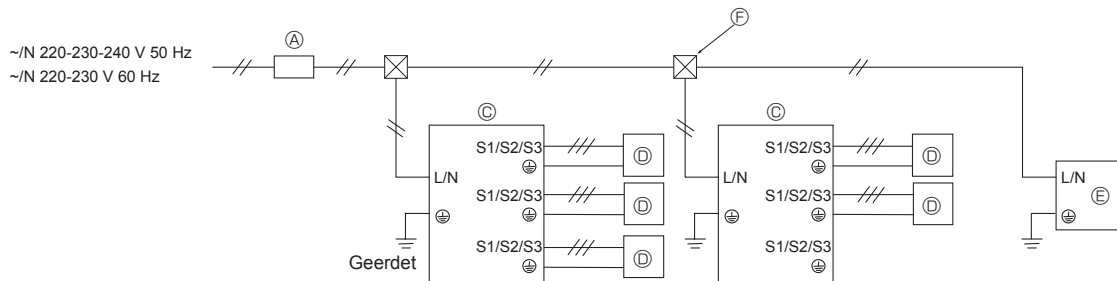 ~/N 220-230-240 V 50 Hz
~/N 220-230 V 60 Hz
Ⓐ
Ⓕ
Ⓒ
Ⓒ
S1/S2/S3
Ⓓ
S1/S2/S3
Ⓓ
L/N
L/N
Ⓔ
S1/S2/S3
Ⓓ
S1/S2/S3
Ⓓ
Geerdet
S1/S2/S3
Ⓓ
S1/S2/S3